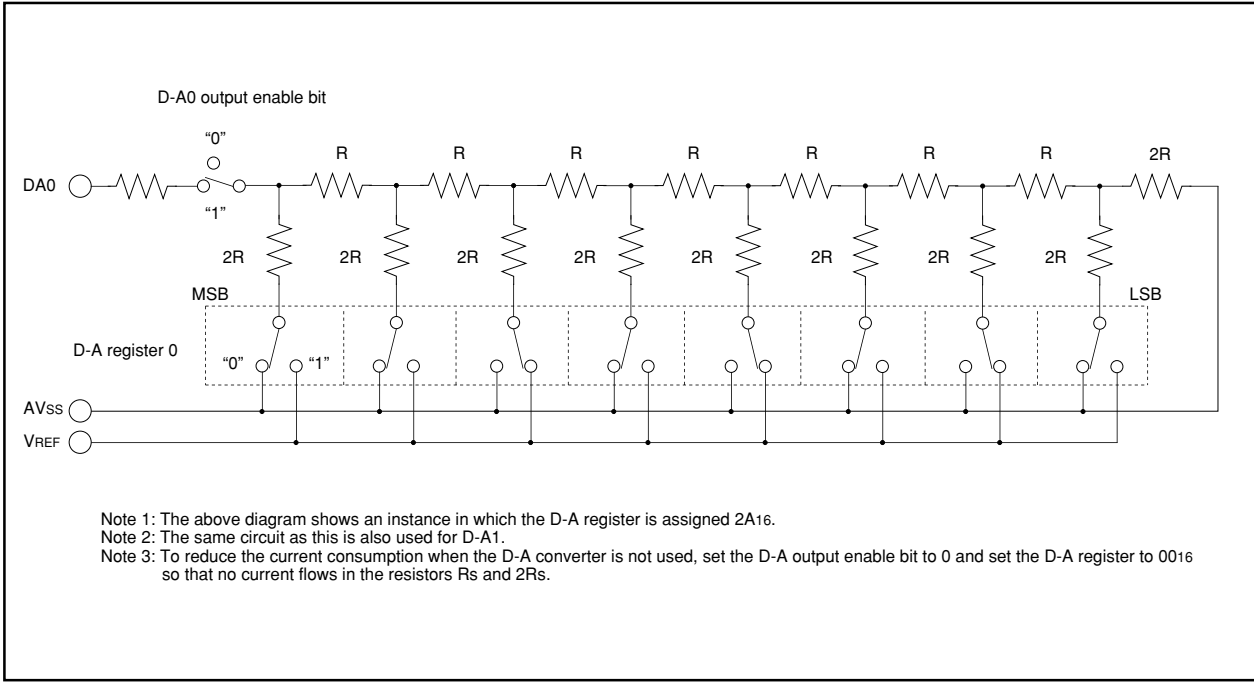 D-A0 output enable bit
“0”
R R R R R R R 2R
DA0
“1”
2R 2R 2R 2R 2R 2R 2R 2R
MSB LSB
D-A register 0 “0” “1”
AVSS
VREF
Note 1: The above diagram shows an instance in which the D-A register is assigned 2A16.
Note 2: The same circuit as this is also used for D-A1.
Note 3: To reduce the current consumption when the D-A converter is not used, set the D-A output enable bit to 0 and set the D-A register to 0016
so that no current flows in the resistors Rs and 2Rs.